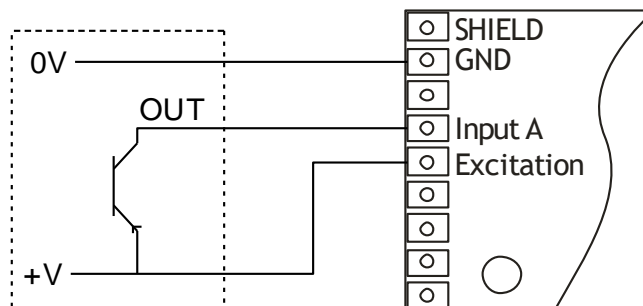 SHIELD
0V
GND
OUT
Input A
Excitation
+V